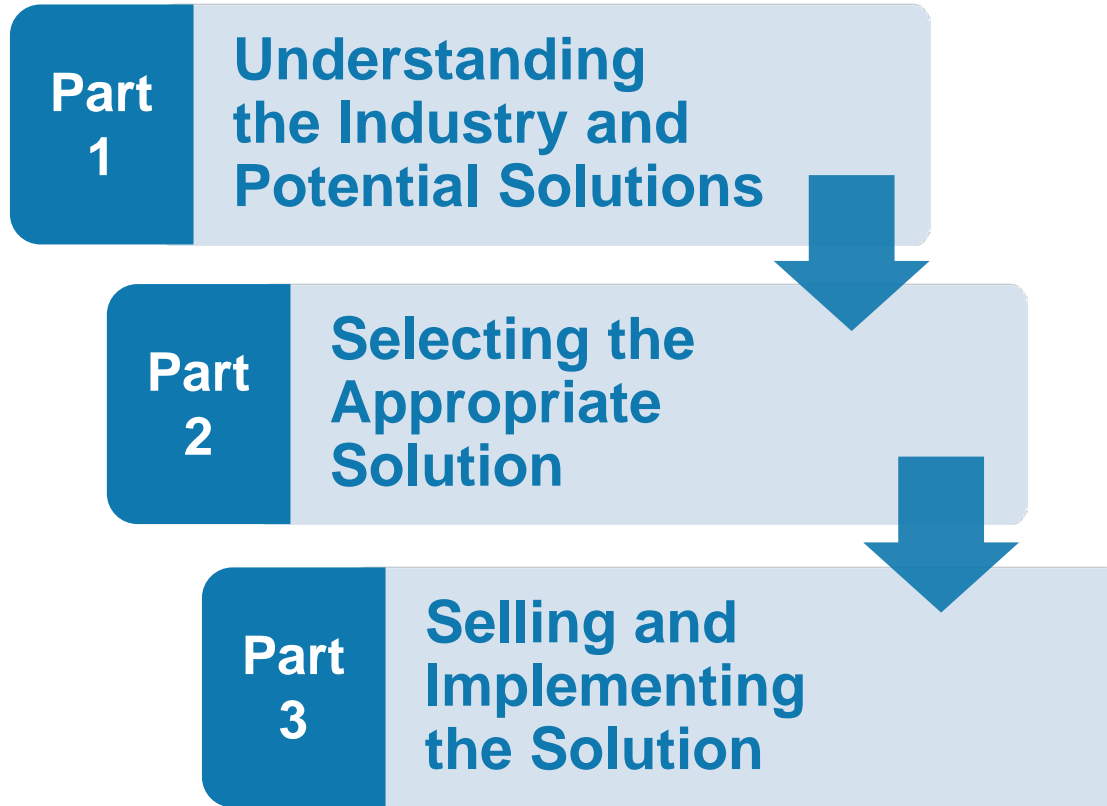 Part
1
Understanding
the Industry and
Potential Solutions
Part
2
Selecting the
Appropriate
Solution
Part
3
Selling and
Implementing
the Solution